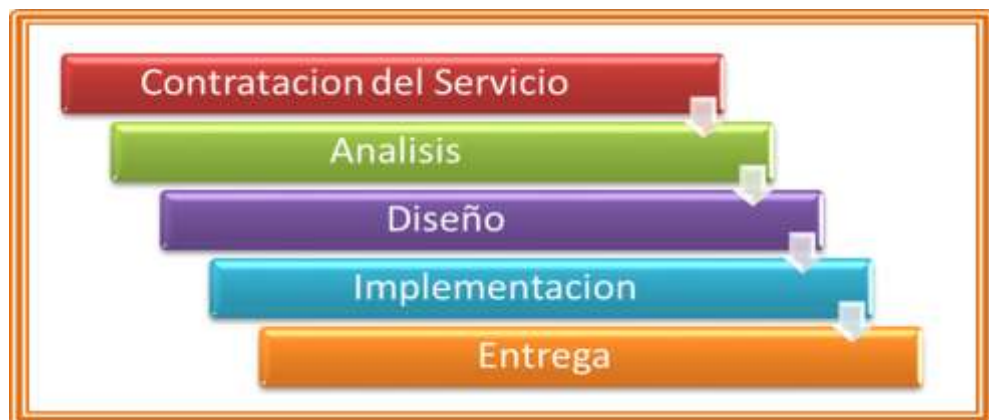 Contratacion del Servicio
Analisis
Diseño
Implementacion
Entrega